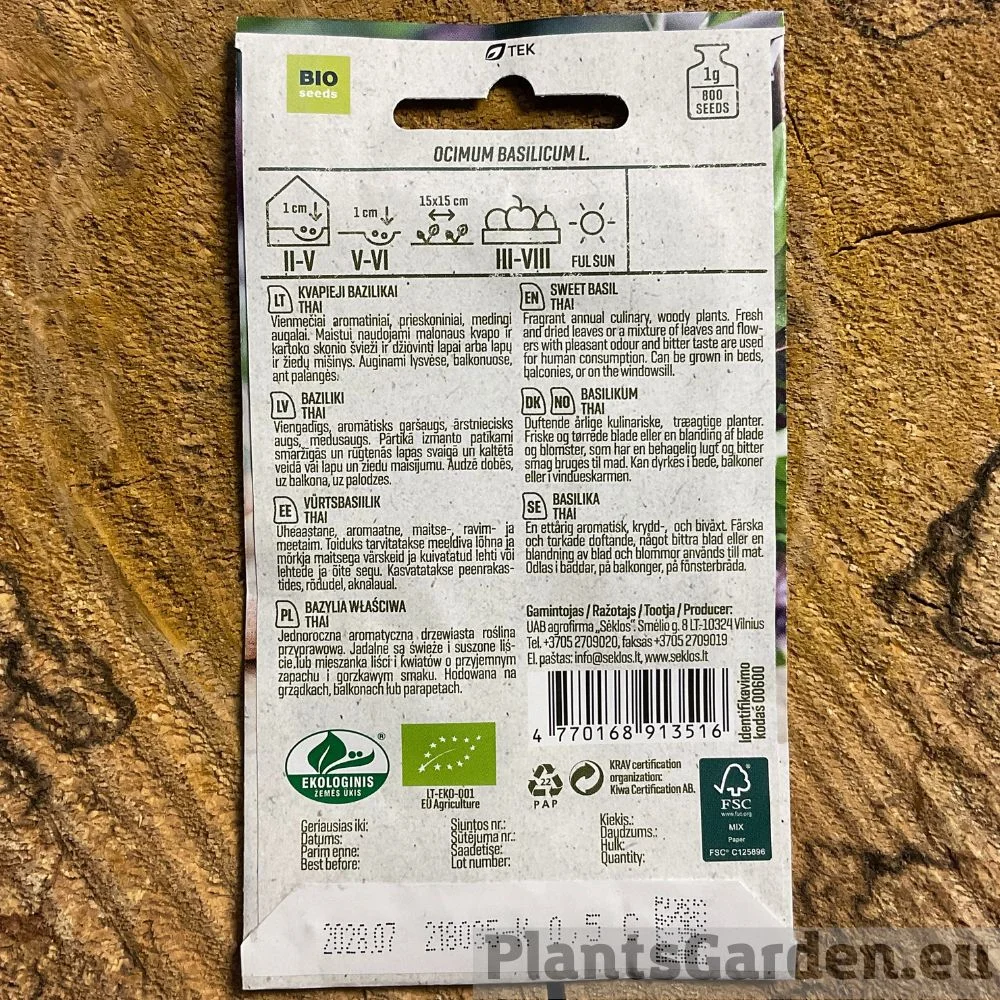 TEK
BIO
seeds
1g
800
SEEDS
OCIMUM BASILICUM L.
1 cm
1 cm
15x15 cm
II-V
V-VI
III-VIII
FUL SUN
LT KVAPIEJI BAZILIKAI
THAI
Vienmečiai aromatiniai, prieskoniniai, medingi
augalai. Maistui naudojami malonaus kvapo ir
kartoko skonio švieži ir džiovinti lapai arba lapų
ir žiedų mišinys. Auginami lysvėse, balkonuose,
ant palangės.
LV BAZILIKI
THAI
Viengadīgs, aromātisks garšaugs, ārstniecisks
augs, medusaugs. Pārtikā izmanto patīkami
smaržīgās un rūgtenās lapas svaigā un kaltētā
veidā vai lapu un ziedu maisījumu. Audzē dobēs,
uz balkona, uz palodzes.
EE VÜRTSBASIILIK
THAI
Üheaastane, aromaatne, maitse-, ravim- ja
meetaim. Toiduks tarvitatakse meeldiva lõhna ja
mõrkja maitsega värskeid ja kuivatatud lehti või
lehtede ja õite segu. Kasvatatakse peenrakas-
tides, rõdudel, aknalaual.
PL BAZYLIA WŁAŚCIWA
THAI
Jednoroczna aromatyczna drzewiasta roślina
przyprawowa. Jadalne są świeże i suszone liś-
cie,lub mieszanka liści i kwiatów o przyjemnym
zapachu i gorzkawym smaku. Hodowana na
grządkach, balkonach lub parapetach.
EN SWEET BASIL
THAI
Fragrant annual culinary, woody plants. Fresh
and dried leaves or a mixture of leaves and flow-
ers with pleasant odour and bitter taste are used
for human consumption. Can be grown in beds,
balconies, or on the windowsill.
DK NO BASILIKUM
THAI
Duftende årlige kulinariske, træagtige planter.
Friske og tørrede blade eller en blanding af blade
og blomster, som har en behagelig lugt og bitter
smag bruges til mad. Kan dyrkes i bede, balkoner
eller i vindueskarmen.
SE BASILIKA
THAI
En ettårig aromatisk, krydd-, och biväxt. Färska
och torkade doftande, något bittra blad eller en
blandning av blad och blommor används till mat.
Odlas i bäddar, på balkonger, på fönsterbräda.
Gamintojas / Ražotajs / Tootja / Producer:
UAB agrofirma „Sėklos". Smėlio g. 8 LT-10324 Vilnius
Tel. +3705 2709020, faksas +3705 2709019
El. paštas: info@seklos.lt, www.seklos.lt
4 770168 913516
Identifikavimo
kodas 00600
EKOLOGINIS
ŽEMĖS ŪKIS
®
LT-EKO-001
EU Agriculture
22
PAP
KRAV certification
organization:
Kiwa Certification AB.
FSC
www.fsc.org
MIX
Paper
FSC® C125896
Geriausias iki:
Datums:
Parim enne:
Best before:
Siuntos nr.:
Sūtējuma nr.:
Saadetise:
Lot number:
Kiekis.:
Daudzums.:
Hulk:
Quantity:
2028.07
0,5 G
PlantsGarden.eu